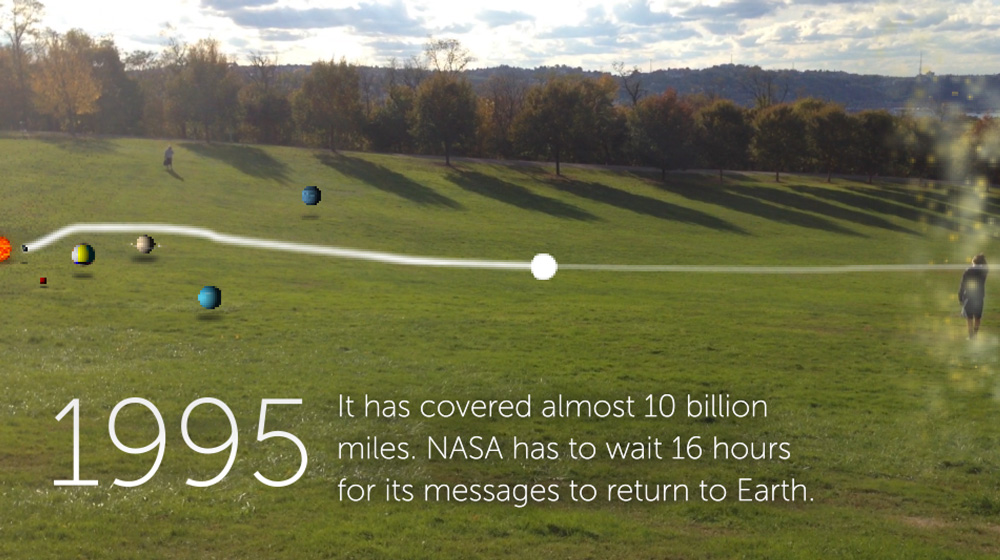 1995
It has covered almost 10 billion
miles. NASA has to wait 16 hours
for its messages to return to Earth.